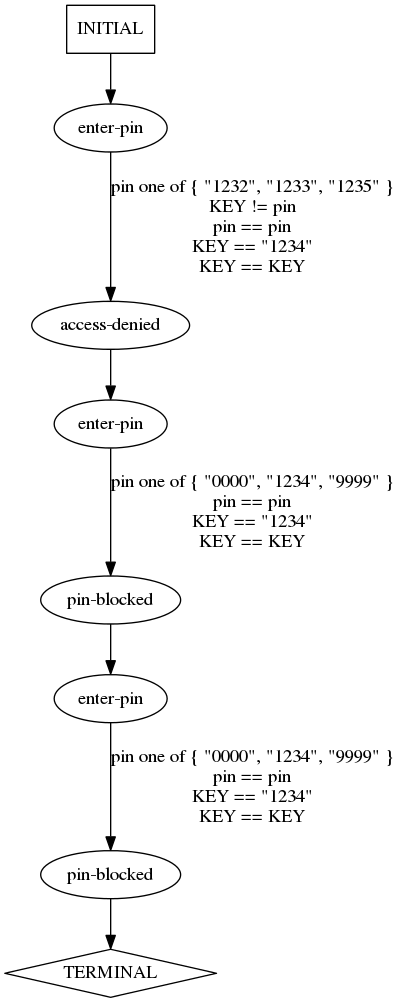 INITIAL
enter-pin
pin one of { "1232", "1233", "1235" }
KEY != pin
pin == pin
KEY == "1234"
KEY == KEY
access-denied
enter-pin
pin one of { "0000", "1234", "9999" }
pin == pin
KEY == "1234"
KEY == KEY
pin-blocked
enter-pin
pin one of { "0000", "1234", "9999" }
pin == pin
KEY == "1234"
KEY == KEY
pin-blocked
TERMINAL